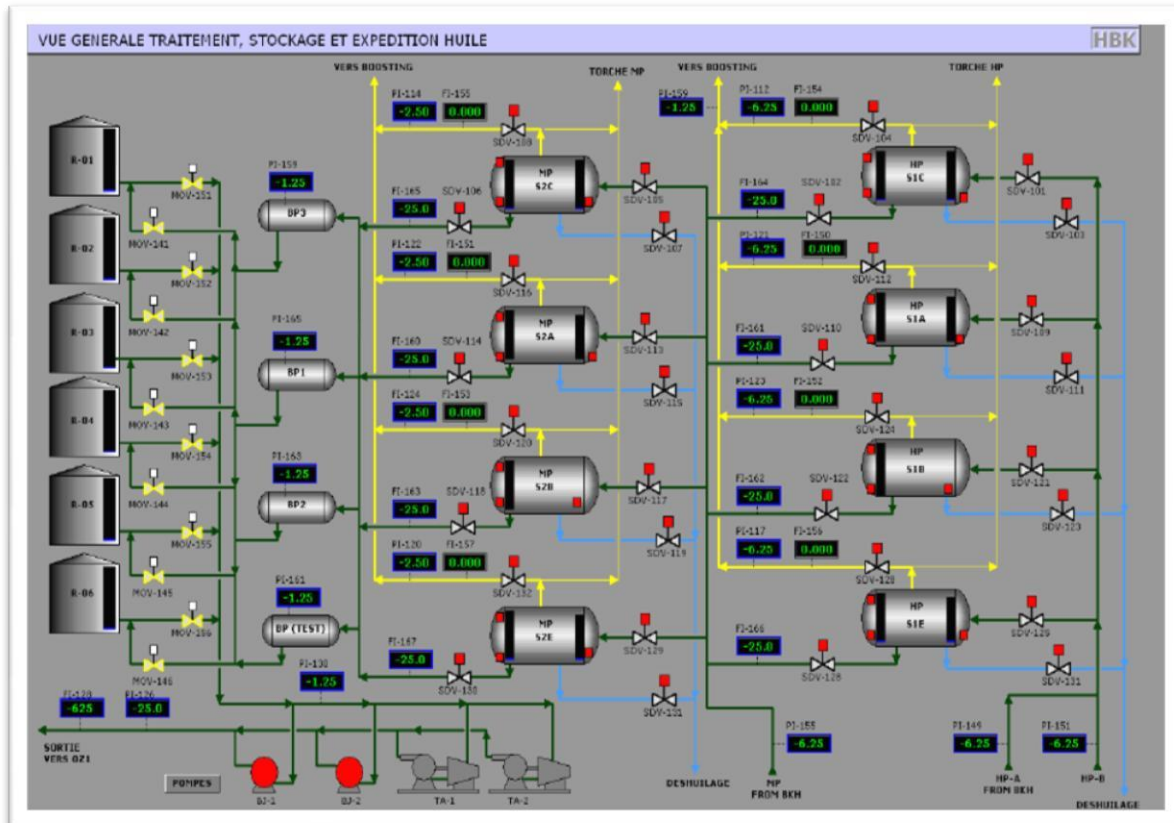 VUE GENERALE TRAITEMENT, STOCKAGE ET EXPEDITION HUILE
HBK
VERS BOOSTING
TORCHE MP
VERS BOOSTING
TORCHE HP
PI-114
-2.50
FI-155
0.000
SDV-108
PI-159
-1.25
PI-112
-6.25
FI-154
0.000
SDV-104
R-01
MOV-151
MOV-141
PI-159
-1.25
BP3
PI-165
-25.0
SDV-106
MP
S2C
SDV-105
SDV-107
PI-164
-25.0
SDV-102
HP
S1C
SDV-101
SDV-103
R-02
MOV-152
MOV-142
PI-122
-2.50
FI-151
0.000
SDV-116
PI-121
-6.25
FI-150
0.000
SDV-112
R-03
MOV-153
MOV-143
PI-165
-1.25
BP1
PI-160
-25.0
SDV-114
MP
S2A
SDV-113
SDV-115
PI-161
-25.0
SDV-110
HP
S1A
SDV-109
SDV-111
R-04
MOV-154
MOV-144
PI-124
-2.50
FI-153
0.000
SDV-120
PI-123
-6.25
FI-152
0.000
SDV-124
R-05
MOV-155
MOV-145
PI-163
-1.25
BP2
PI-163
-25.0
SDV-118
MP
S2B
SDV-117
SDV-119
PI-162
-25.0
SDV-122
HP
S1B
SDV-121
SDV-123
R-06
MOV-156
MOV-146
PI-120
-2.50
FI-157
0.000
SDV-132
PI-117
-6.25
FI-156
0.000
SDV-128
PI-161
-1.25
BP (TEST)
PI-167
-25.0
SDV-130
MP
S2E
SDV-129
SDV-131
PI-166
-25.0
SDV-128
HP
S1E
SDV-125
SDV-131
PI-130
-1.25
PI-128
-625
PI-126
-25.0
SORTIE
VERS OZ1
POMPES
BJ-1
BJ-2
TA-1
TA-2
DESHUILAGE
PI-155
-6.25
MP
FROM BKH
PI-149
-6.25
HP-A
FROM BKH
PI-151
-6.25
HP-B
DESHUILAGE